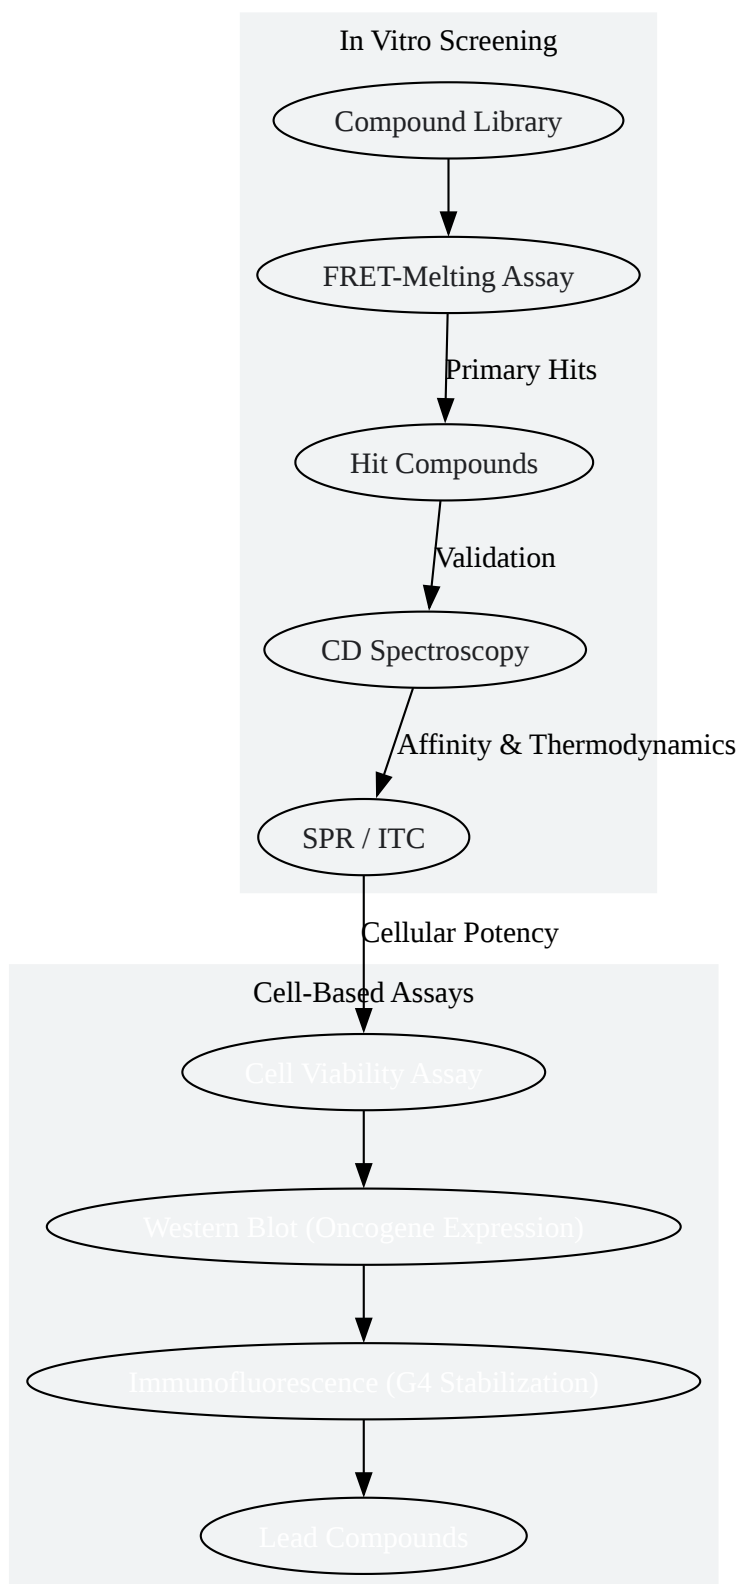 In Vitro Screening
Compound Library
FRET-Melting Assay
Primary Hits
Hit Compounds
Validation
CD Spectroscopy
Affinity & Thermodynamics
SPR / ITC
Cellular Potency
Cell-Based Assays
Cell Viability Assay
Western Blot (Oncogene Expression)
Immunofluorescence (G4 Stabilization)
Lead Compounds